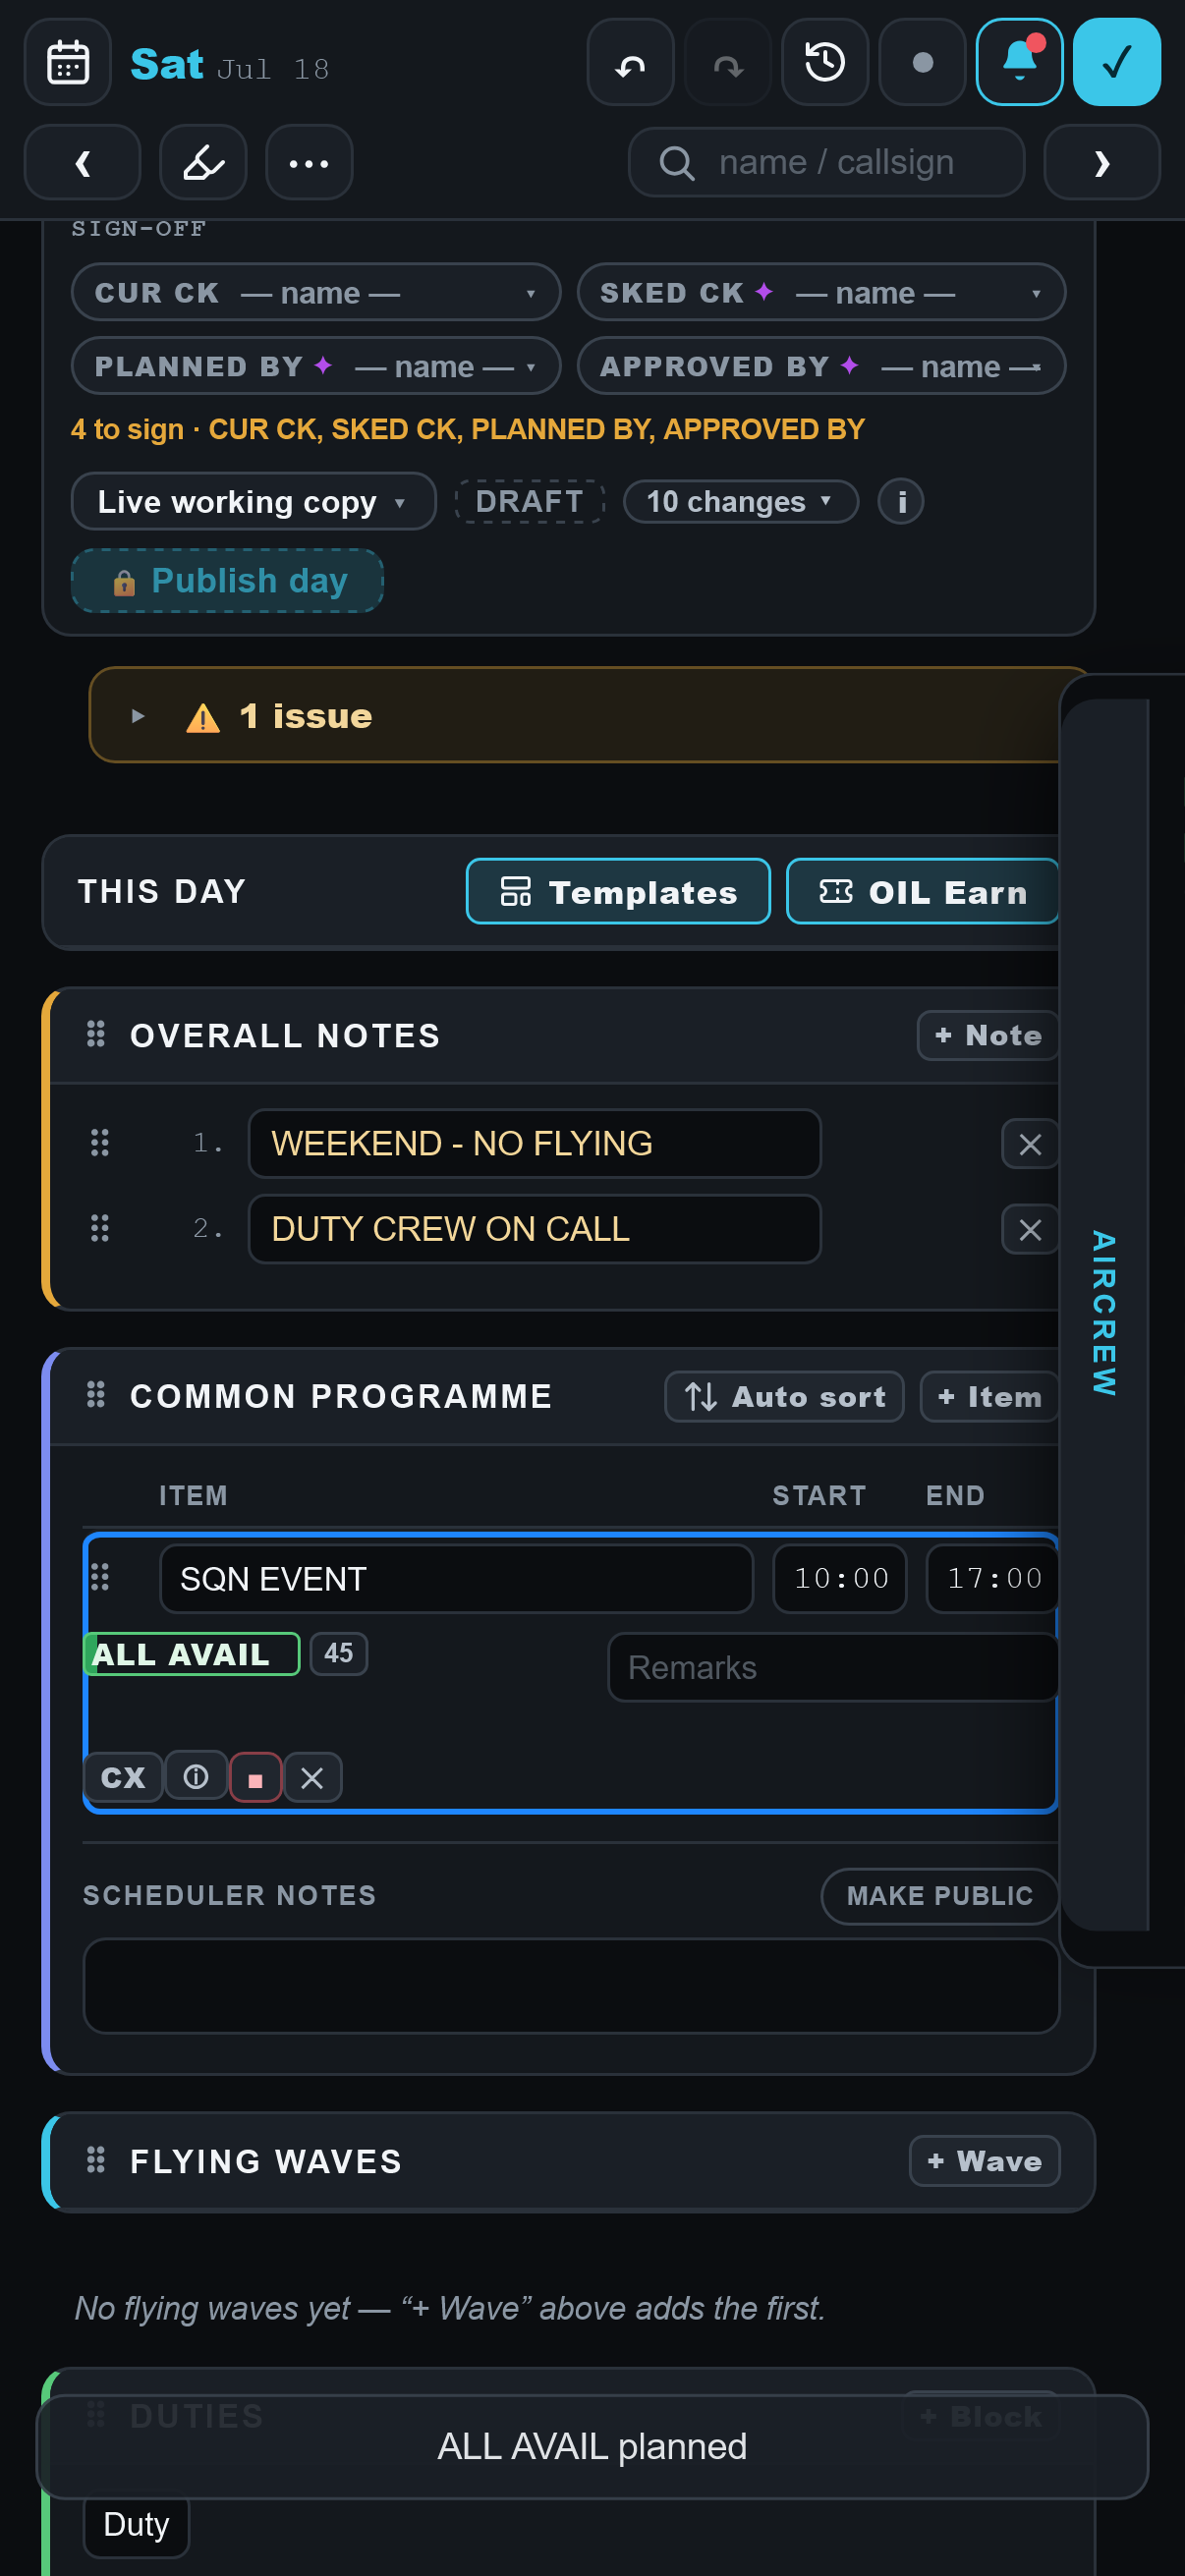 Sat Jul 18
name / callsign
SIGN-OFF
CUR CK — name —
SKED CK — name —
PLANNED BY — name —
APPROVED BY — name —
4 to sign · CUR CK, SKED CK, PLANNED BY, APPROVED BY
Live working copy DRAFT 10 changes i
Publish day
1 issue
THIS DAY Templates OIL Earn
OVERALL NOTES + Note
1. WEEKEND - NO FLYING
2. DUTY CREW ON CALL
AIRCREW
COMMON PROGRAMME Auto sort + Item
ITEM START END
SQN EVENT 10:00 17:00
ALL AVAIL 45 Remarks
CX
SCHEDULER NOTES MAKE PUBLIC
FLYING WAVES + Wave
No flying waves yet — “+ Wave” above adds the first.
DUTIES + Block
ALL AVAIL planned
Duty